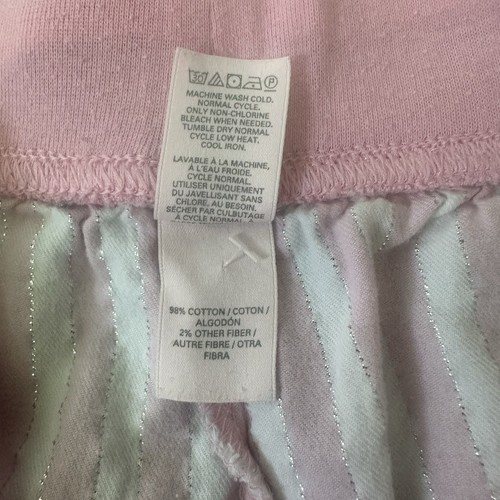 MACHINE WASH COLD.
NORMAL CYCLE.
ONLY NON-CHLORINE
BLEACH WHEN NEEDED.
TUMBLE DRY NORMAL
CYCLE LOW HEAT.
COOL IRON.
LAVABLE À LA MACHINE,
À L'EAU FROIDE.
CYCLE NORMAL.
UTILISER UNIQUEMENT
DU JAVELLISANT SANS
CHLORE, AU BESOIN.
SÉCHER PAR CULBUTAGE
À CYCLE NORMAL
98% COTTON / COTON /
ALGODÓN
2% OTHER FIBER /
AUTRE FIBRE / OTRA
FIBRA